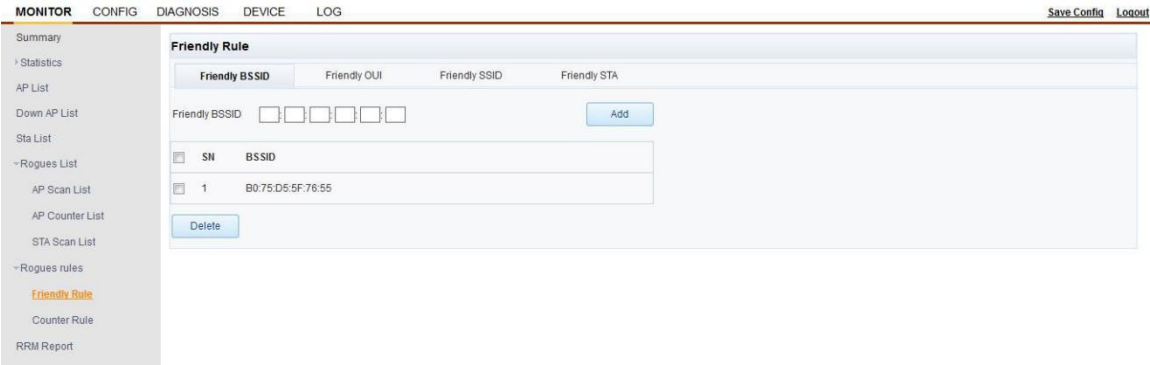 MONITOR CONFIG DIAGNOSIS DEVICE LOG Save Config Logout
Summary
Statistics
AP List
Down AP List
Sta List
Rogues List
AP Scan List
AP Counter List
STA Scan List
Rogues rules
Friendly Rule
Counter Rule
RRM Report
Friendly Rule
Friendly BSSID Friendly OUI Friendly SSID Friendly STA
Friendly BSSID : : : : : Add
SN BSSID
1 B0:75:D5:5F:76:55
Delete